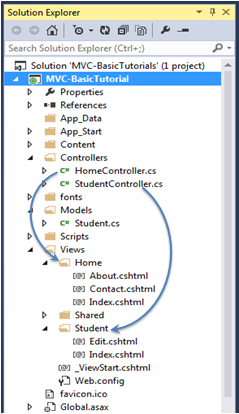 Solution Explorer
Search Solution Explorer (Ctrl+;)
Solution 'MVC-BasicTutorials' (1 project)
MVC-BasicTutorial
Properties
References
App_Data
App_Start
Content
Controllers
C# HomeController.cs
C# StudentController.cs
fonts
Models
C# Student.cs
Scripts
Views
Home
About.cshtml
Contact.cshtml
Index.cshtml
Shared
Student
Edit.cshtml
Index.cshtml
_ViewStart.cshtml
Web.config
favicon.ico
Global.asax